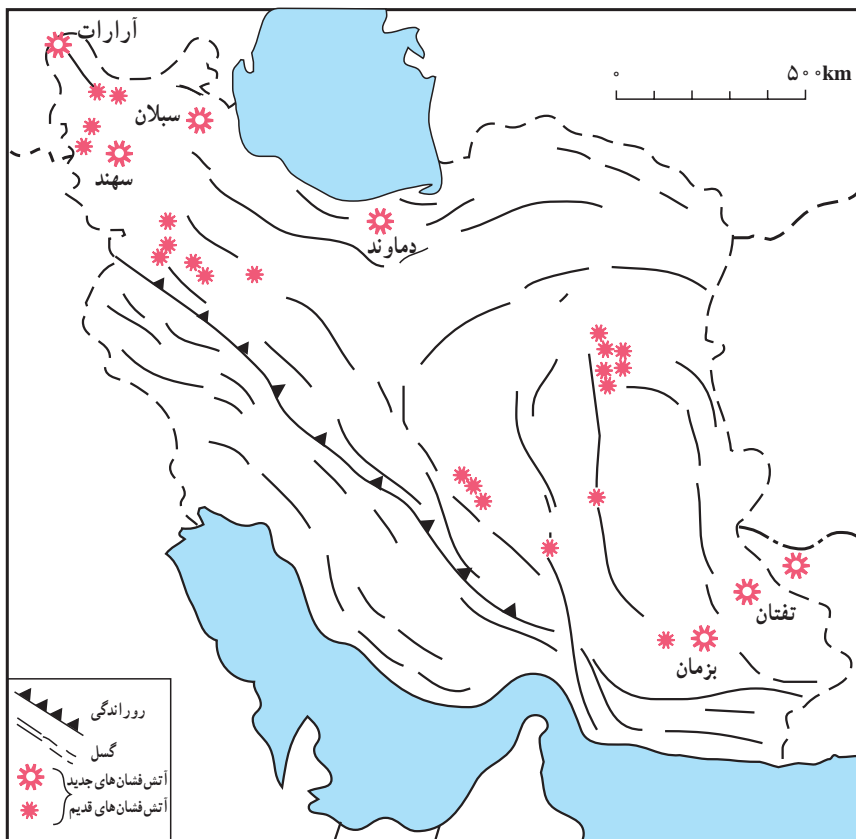 آرارات
۰ ۵۰۰km
سبلان
سهند
دماوند
تفتان
بزمان
روراندگی
گسل
آتش‌فشان‌های جدید
آتش‌فشان‌های قدیم